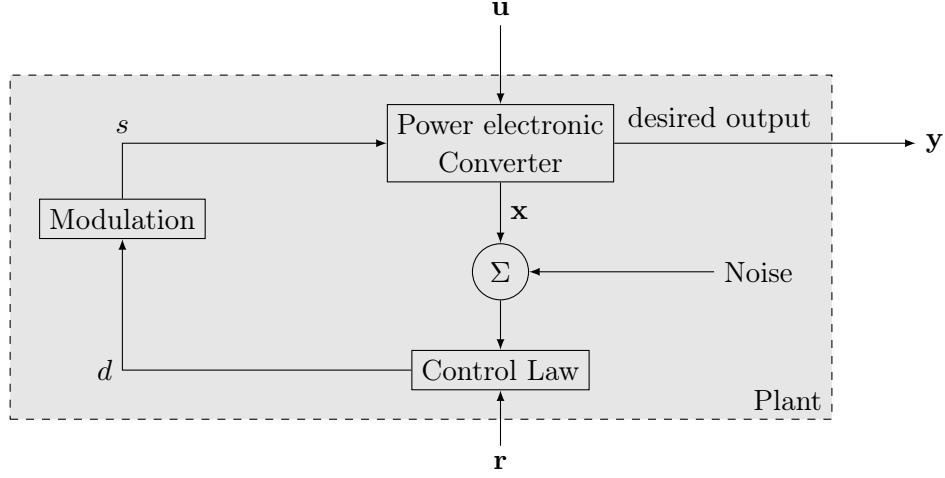 u
s
Power electronic
Converter
desired output
y
Modulation
x
Σ
Noise
d
Control Law
Plant
r